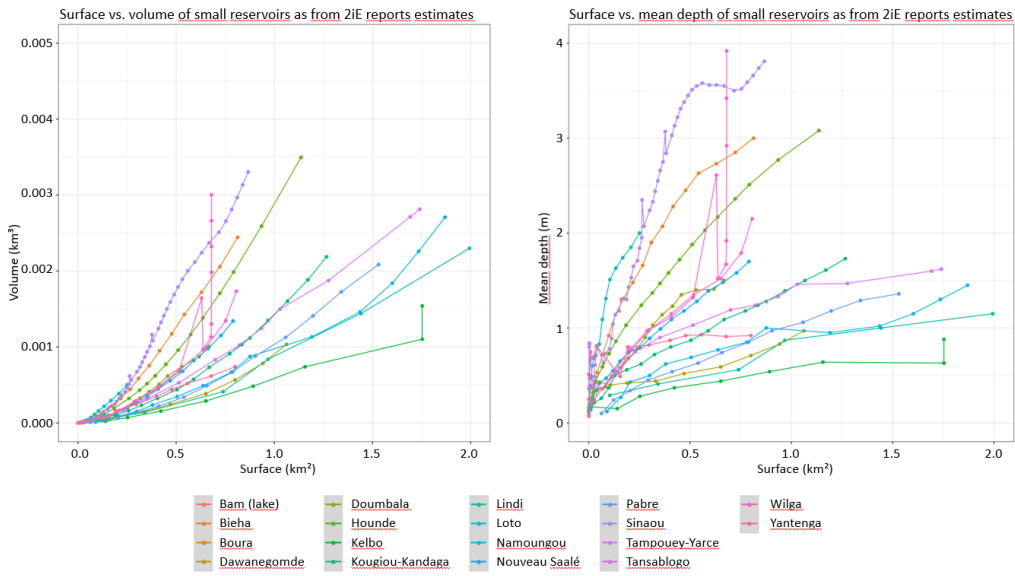 Surface vs. volume of small reservoirs as from 2iE reports estimates
0.005
0.004
0.003
0.002
0.001
0.000
Volume (km³)
0.0 0.5 1.0 1.5 2.0
Surface (km²)
Surface vs. mean depth of small reservoirs as from 2iE reports estimates
4
3
2
1
0
Mean depth (m)
0.0 0.5 1.0 1.5 2.0
Surface (km²)
Bam (lake) Doumbala Lindi Pabre Wilga
Bieha Hounde Loto Sinaou Yantenga
Boura Kelbo Namoungou Tampouey-Yarce
Dawanegomde Kougiou-Kandaga Nouveau Saalé Tansablogo